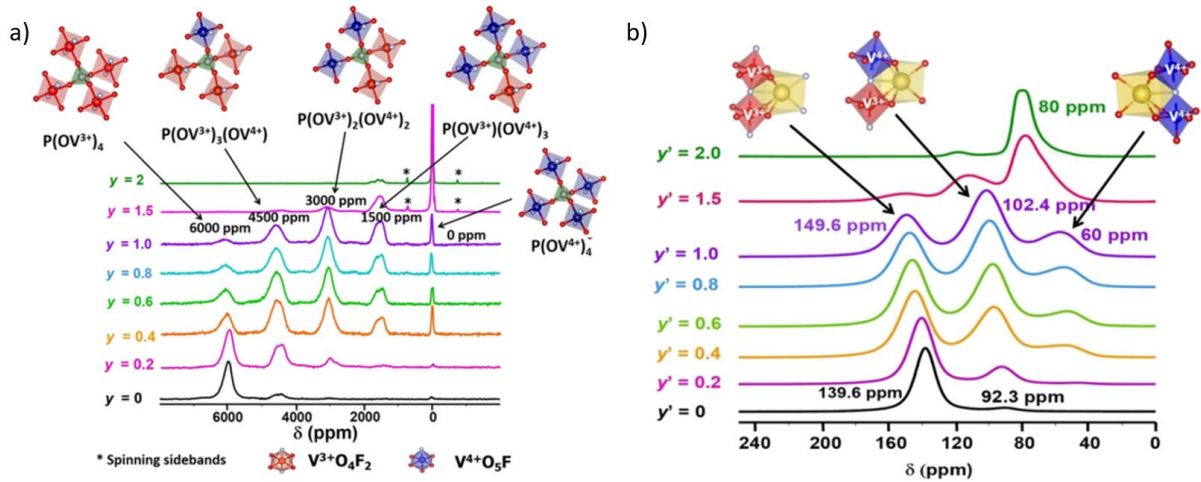 a)
P(OV³⁺)₄
P(OV³⁺)₃(OV⁴⁺)
P(OV³⁺)₂(OV⁴⁺)₂
P(OV³⁺)(OV⁴⁺)₃
P(OV⁴⁺)₄⁻
6000 ppm
4500 ppm
3000 ppm
1500 ppm
0 ppm
* *
* *
y = 2
y = 1.5
y = 1.0
y = 0.8
y = 0.6
y = 0.4
y = 0.2
y = 0
6000 4000 2000 0
δ (ppm)
* Spinning sidebands
V³⁺O₄F₂
V⁴⁺O₅F
b)
V³⁺
V³⁺
V⁴⁺
V³⁺
V⁴⁺
V⁴⁺
80 ppm
149.6 ppm
102.4 ppm
60 ppm
139.6 ppm
92.3 ppm
y' = 2.0
y' = 1.5
y' = 1.0
y' = 0.8
y' = 0.6
y' = 0.4
y' = 0.2
y' = 0
240 200 160 120 80 40 0
δ (ppm)